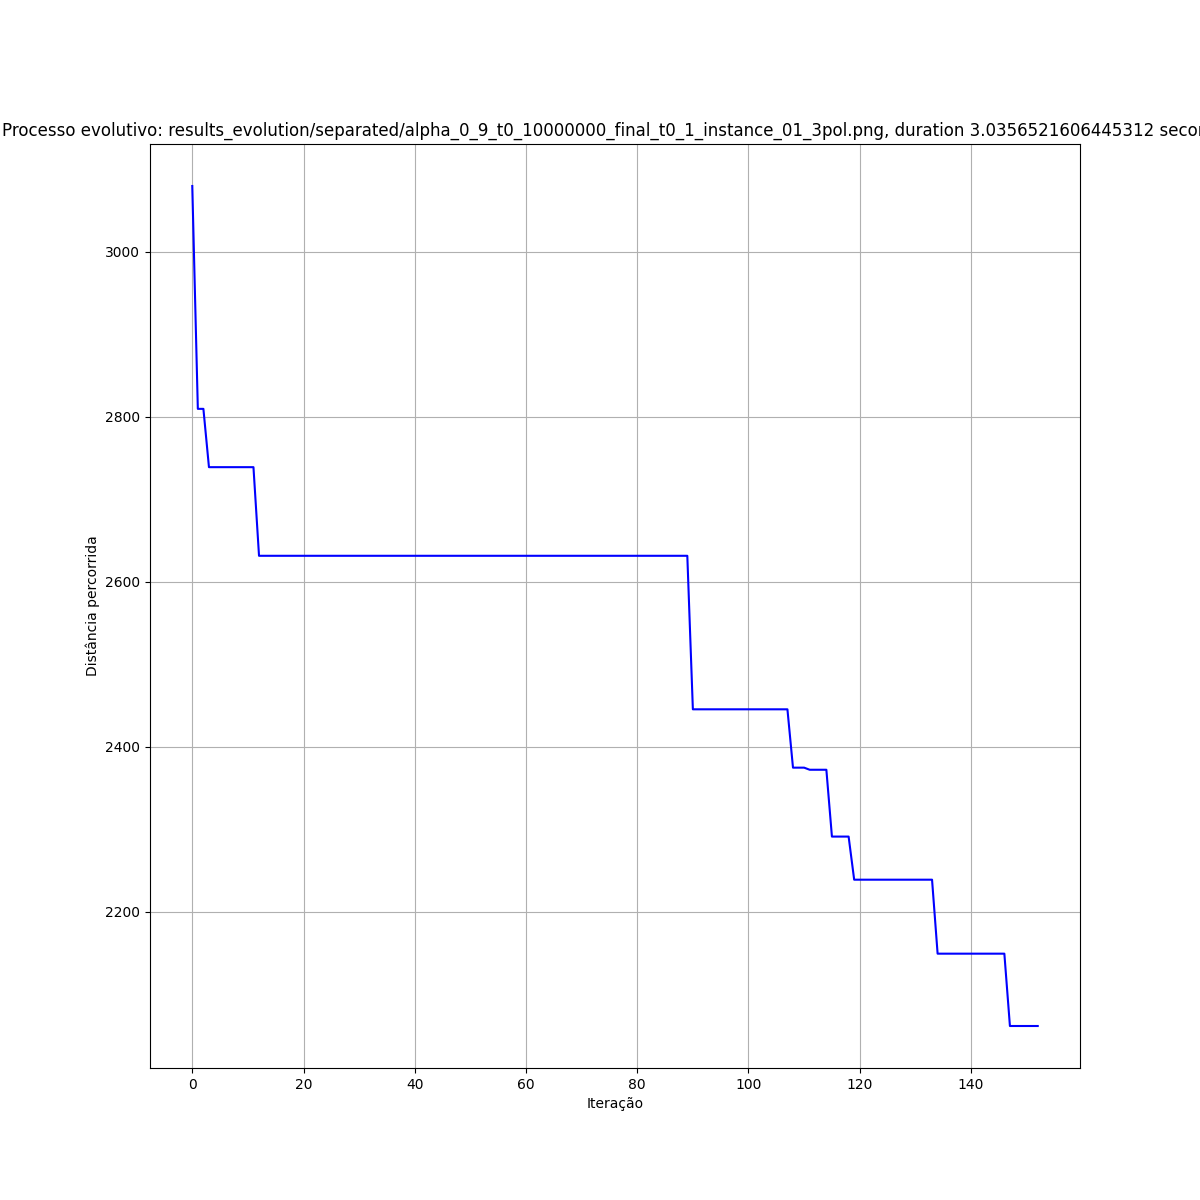 Processo evolutivo: results_evolution/separated/alpha_0_9_t0_10000000_final_t0_1_instance_01_3pol.png, duration 3.0356521606445312 secon
3000
2800
2600
2400
2200
Distância percorrida
0 20 40 60 80 100 120 140
Iteração